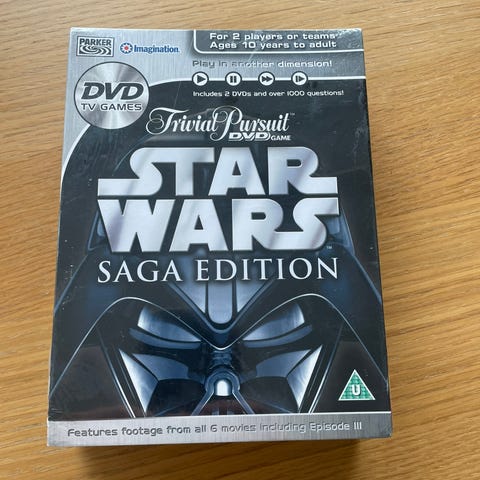 PARKER
Imagination
For 2 players or teams
Ages 10 years to adult
Play in another dimension!
Includes 2 DVDs and over 1000 questions!
DVD
TV GAMES
Trivial Pursuit
DVD GAME
STAR
WARS™
SAGA EDITION
U
Features footage from all 6 movies including Episode III